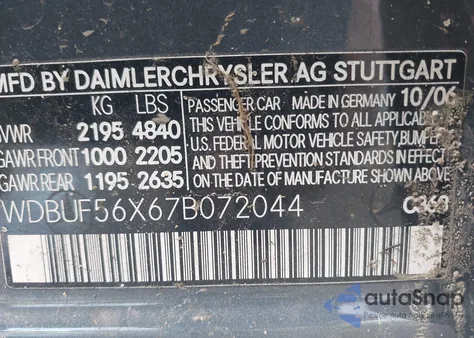 MFD BY DAIMLERCHRYSLER AG STUTTGART
KG LBS PASSENGER CAR MADE IN GERMANY 10/06
GVWR 2195 4840 THIS VEHICLE CONFORMS TO ALL APPLICABLE
GAWR FRONT 1000 2205 U.S. FEDERAL MOTOR VEHICLE SAFETY, BUMPER
GAWR REAR 1195 2635 THEFT PREVENTION STANDARDS IN EFFECT
ON THE DATE OF MANUFACTURE SHOWN ABOVE.
WDBUF56X67B072044 C363
autoSnap